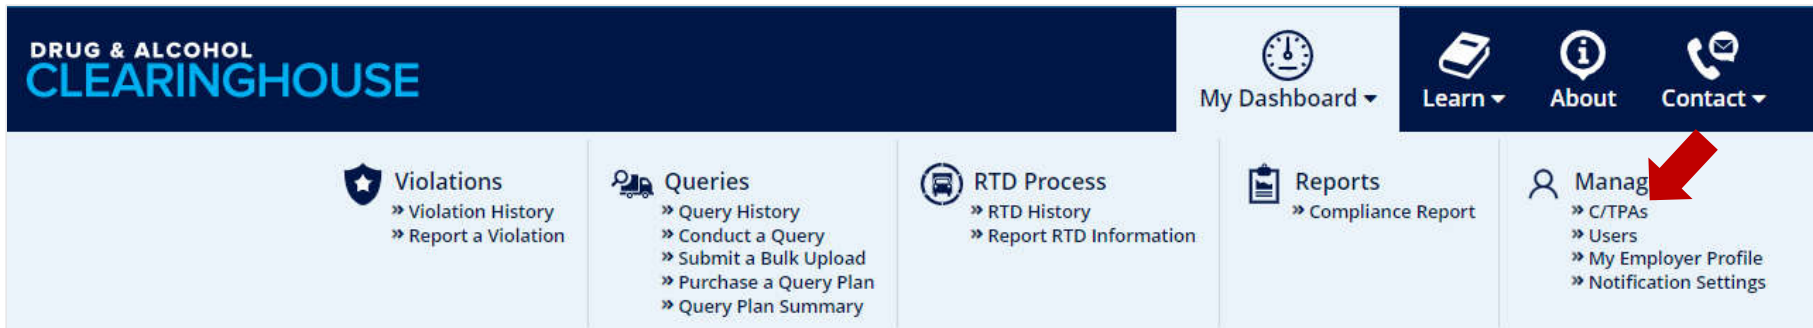 DRUG & ALCOHOL
CLEARINGHOUSE
My Dashboard
Learn
About
Contact
Violations
» Violation History
» Report a Violation
Queries
» Query History
» Conduct a Query
» Submit a Bulk Upload
» Purchase a Query Plan
» Query Plan Summary
RTD Process
» RTD History
» Report RTD Information
Reports
» Compliance Report
Manag
» C/TPAs
» Users
» My Employer Profile
» Notification Settings